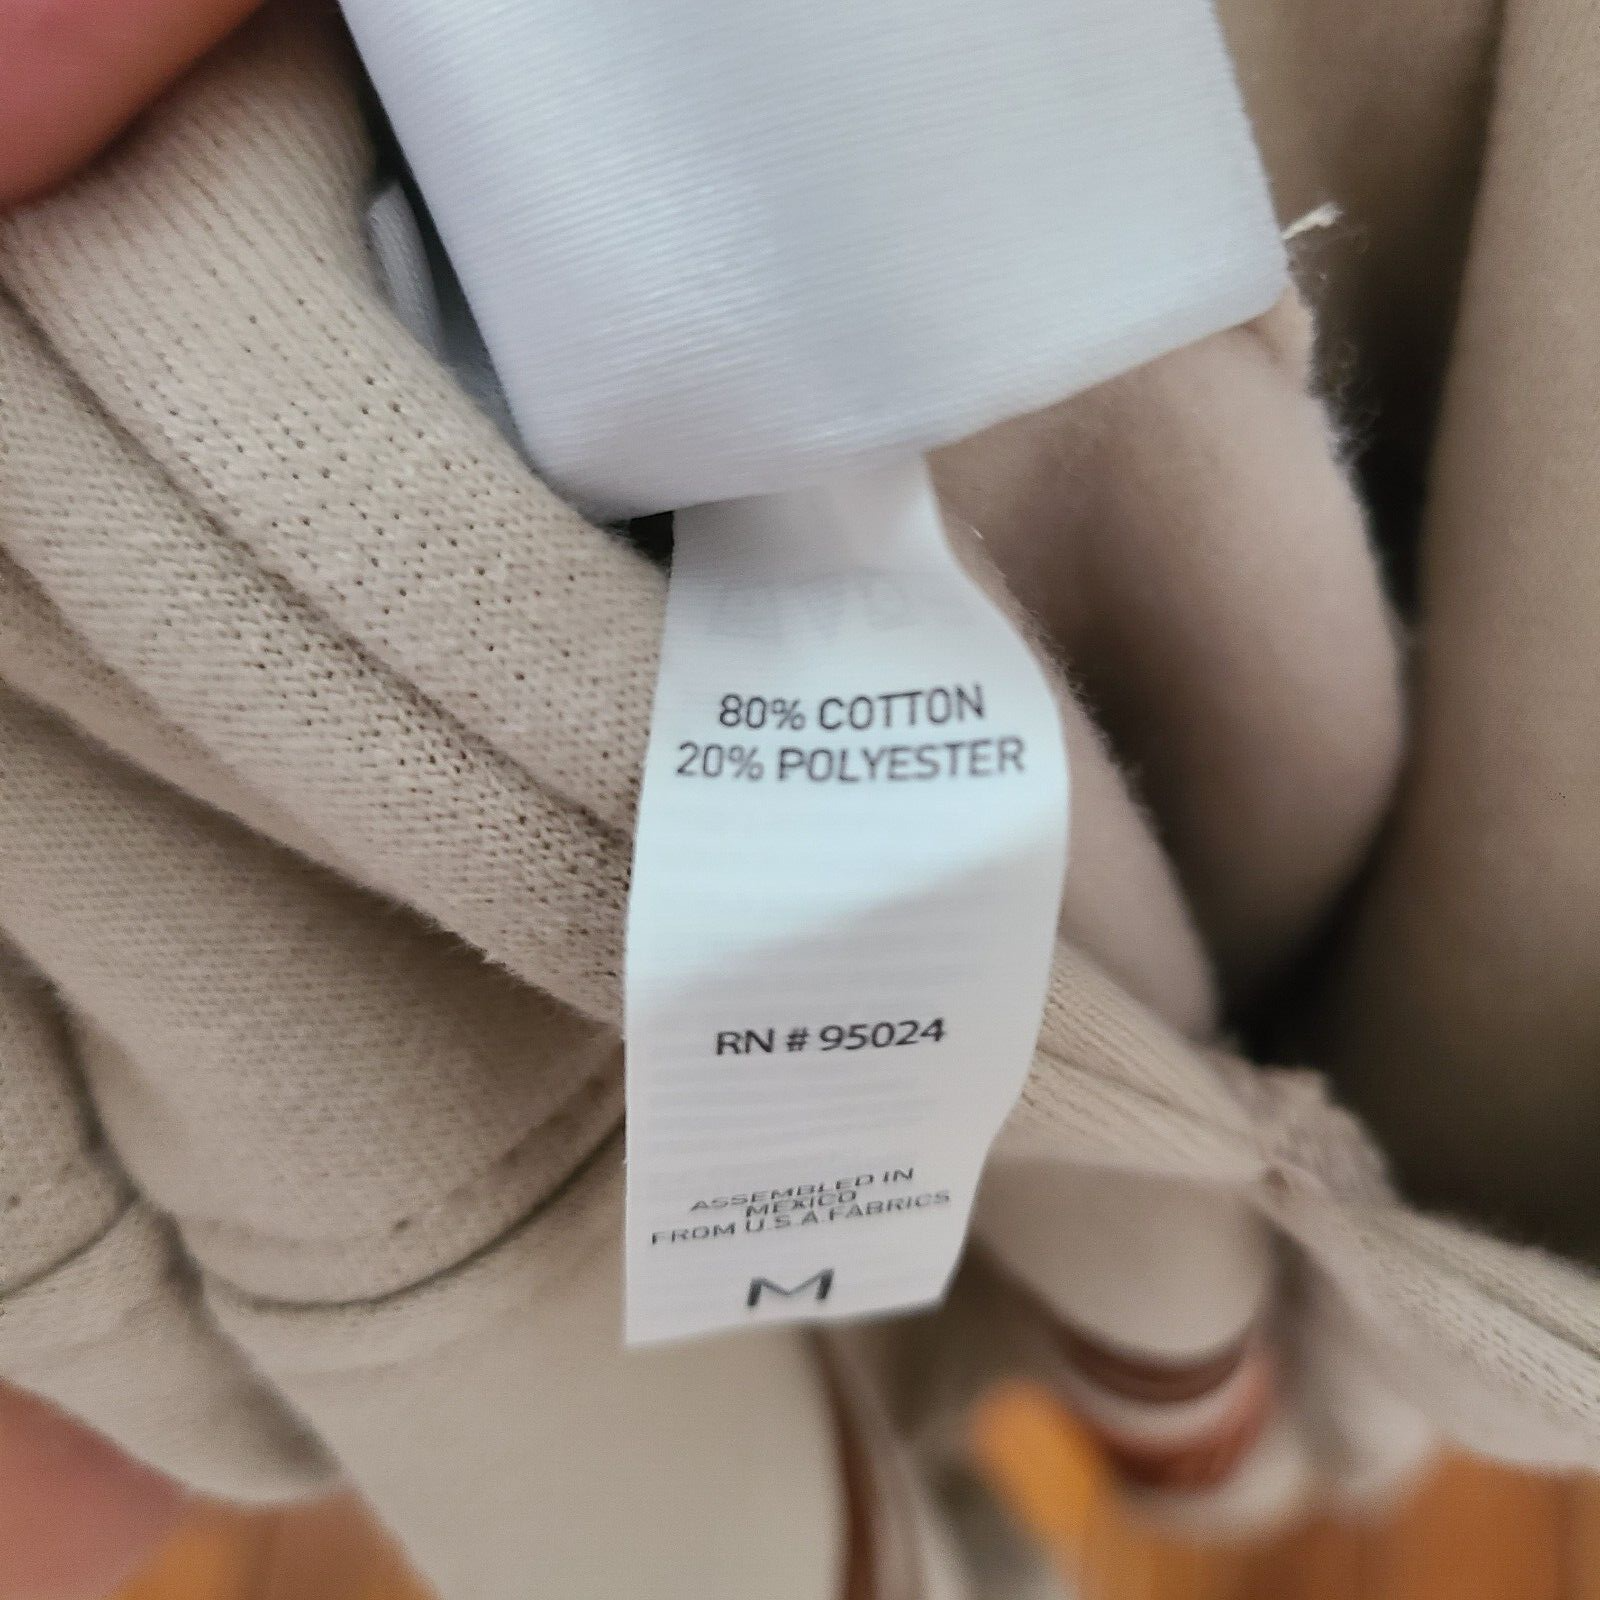 80% COTTON
20% POLYESTER
RN # 95024
ASSEMBLED IN
MEXICO
FROM U.S.A.FABRICS
M